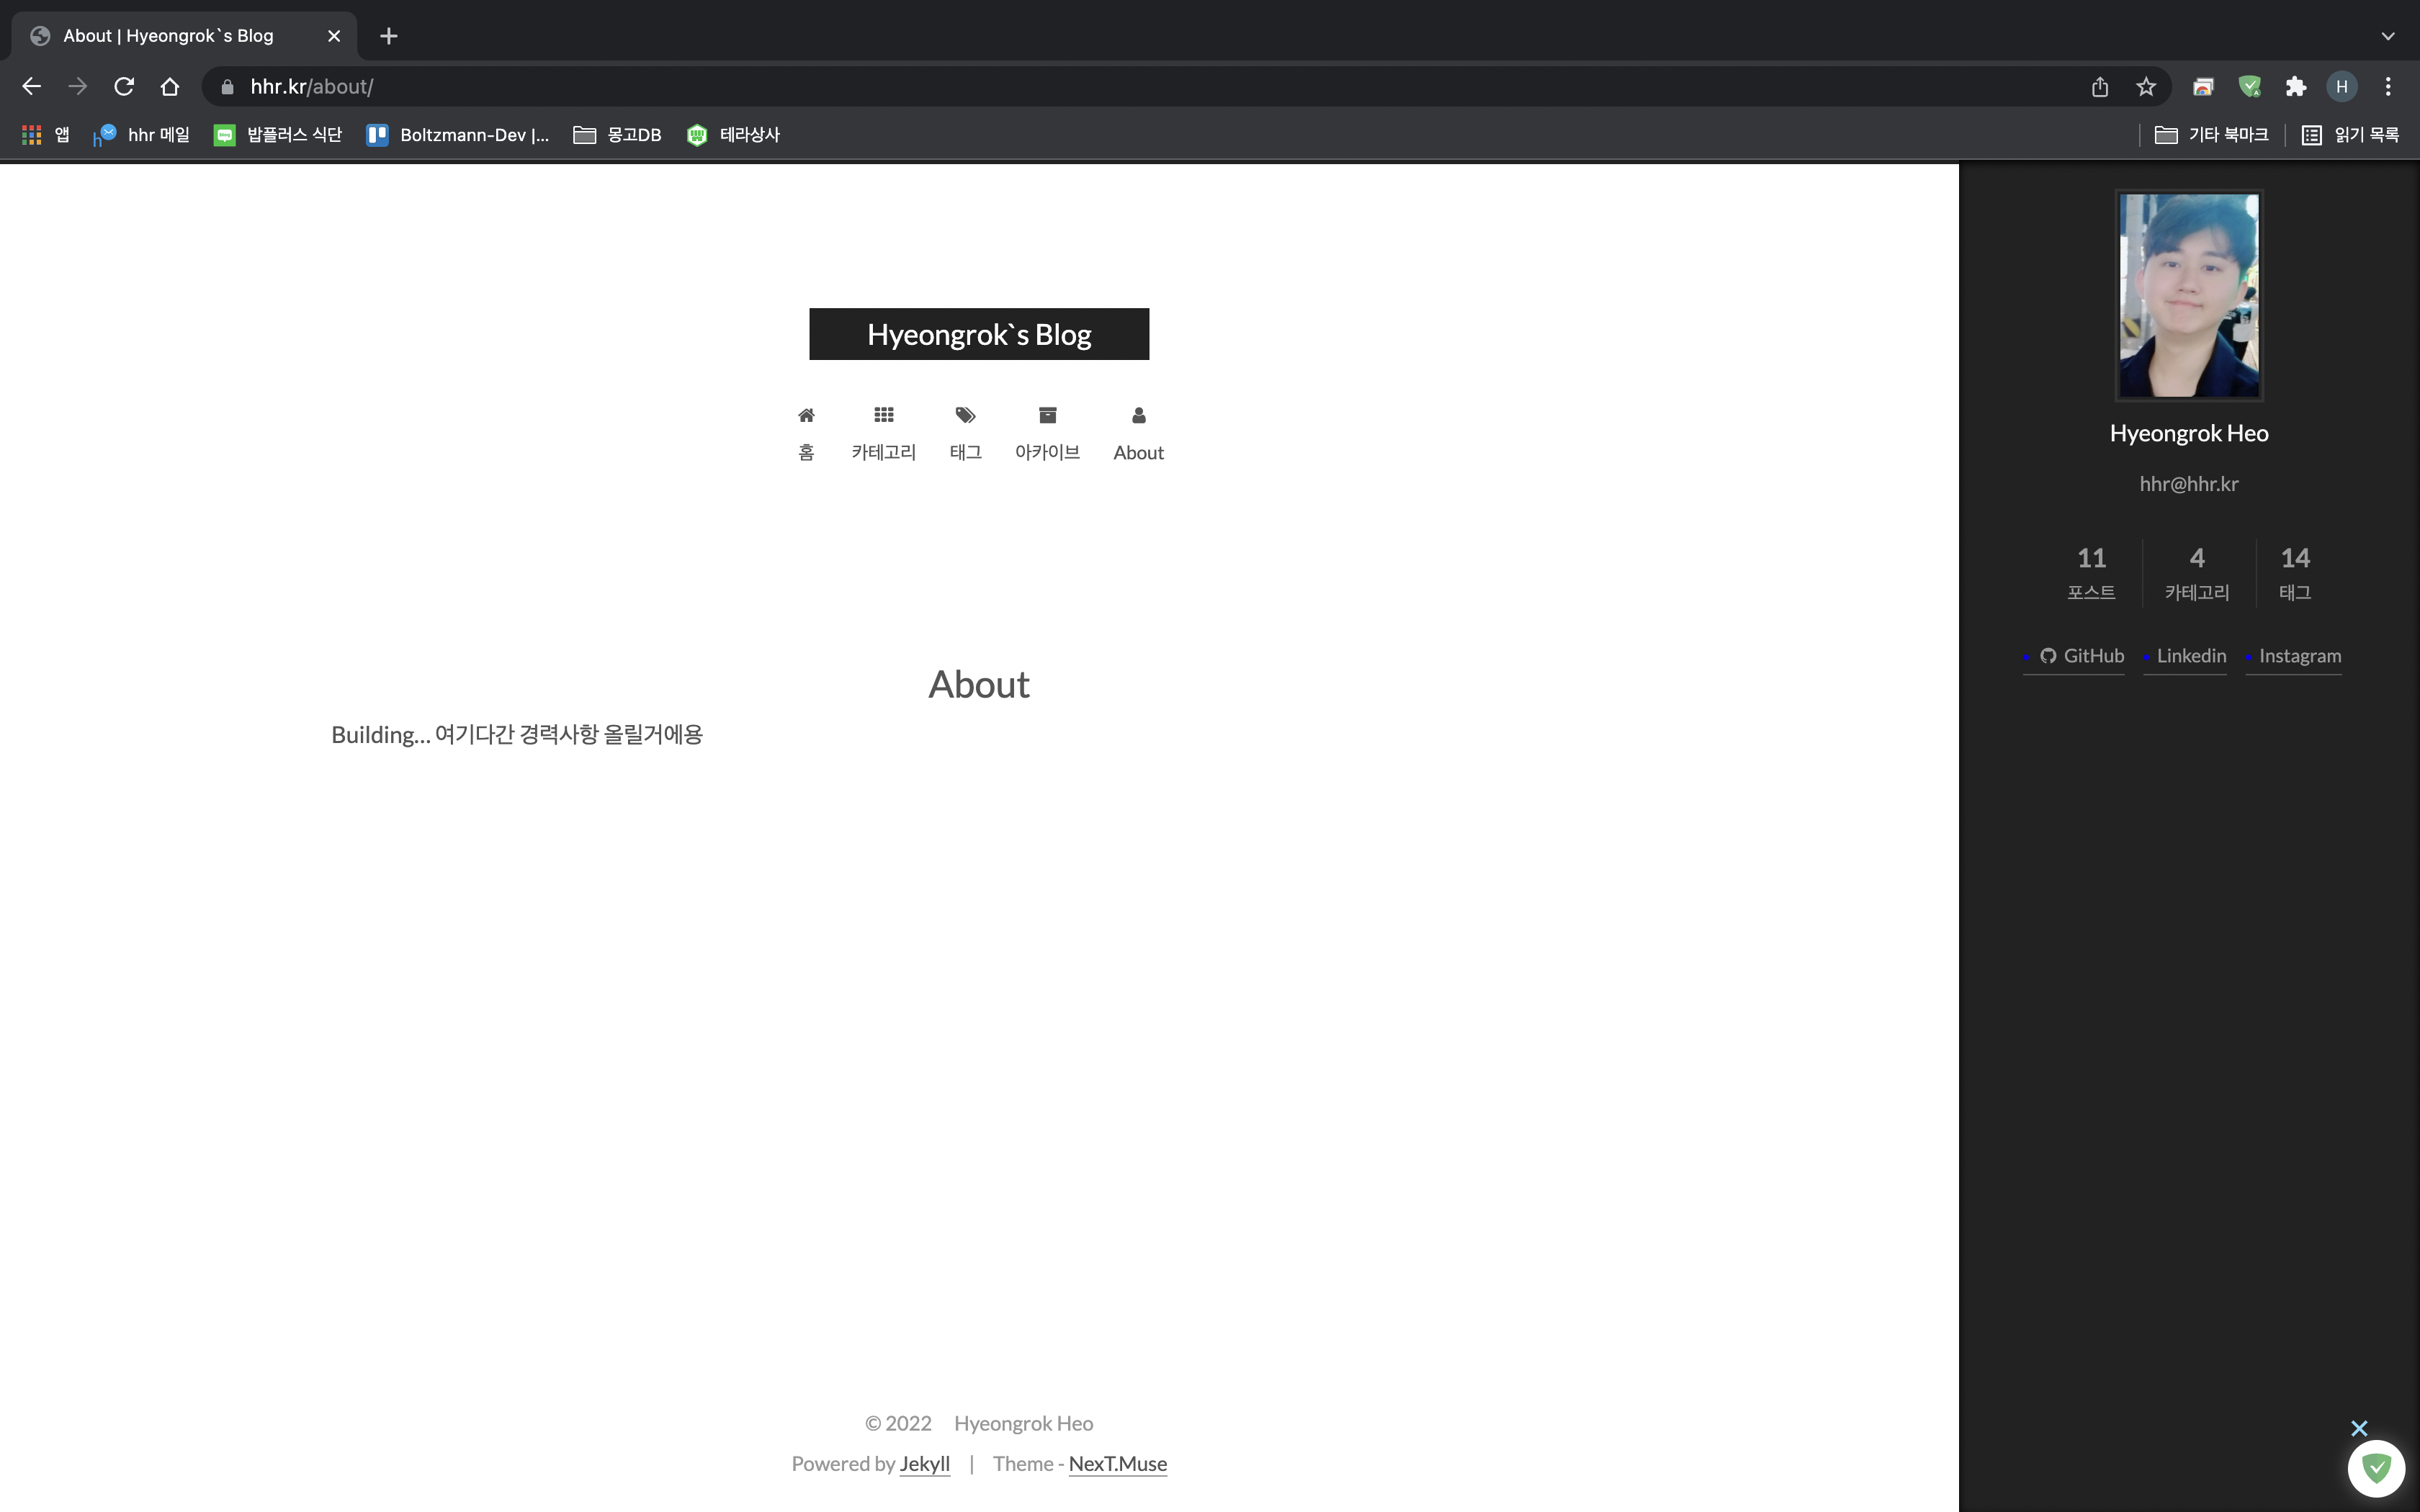 About | Hyeongrok`s Blog
hhr.kr/about/
H
앱
hhr 메일
밥플러스 식단
Boltzmann-Dev |...
몽고DB
테라상사
기타 북마크
읽기 목록
Hyeongrok`s Blog
홈
카테고리
태그
아카이브
About
About
Building… 여기다간 경력사항 올릴거에용
© 2022 Hyeongrok Heo
Powered by Jekyll | Theme - NexT.Muse
Hyeongrok Heo
hhr@hhr.kr
11
포스트
4
카테고리
14
태그
GitHub
Linkedin
Instagram